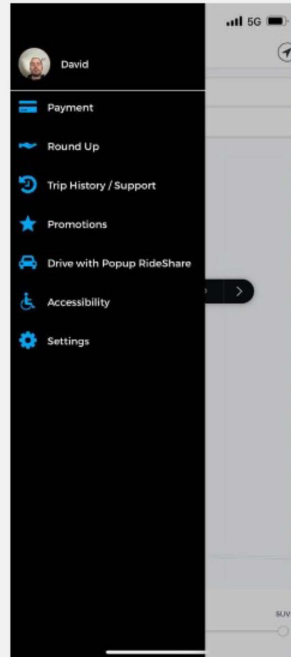 5G
David
Payment
Round Up
Trip History / Support
Promotions
Drive with Popup RideShare
Accessibility
Settings
SUV